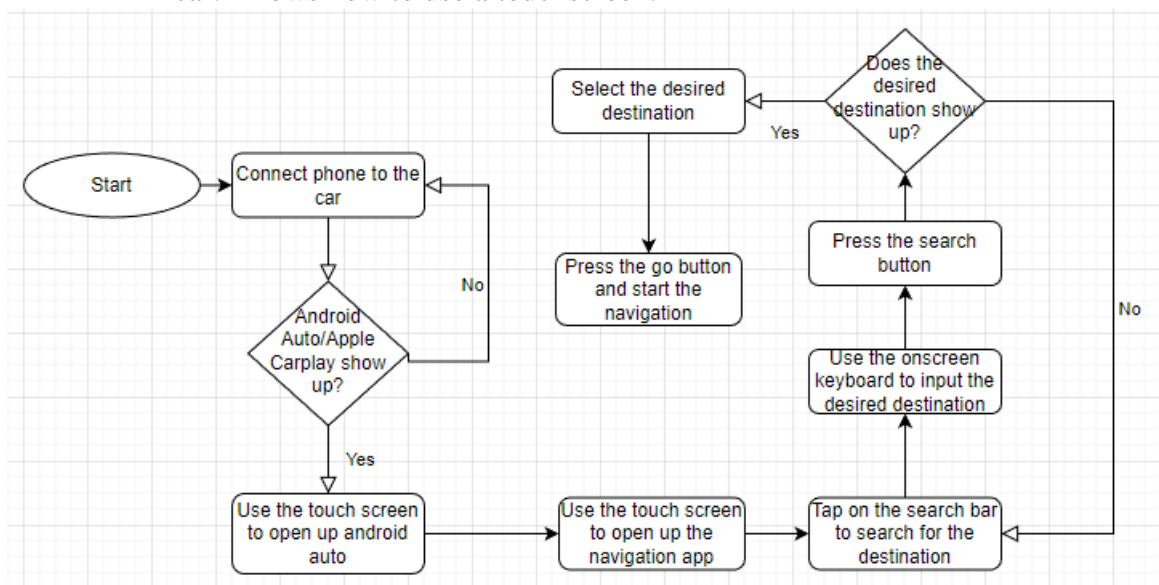 Start
Connect phone to the
car
No
Android
Auto/Apple
Carplay show
up?
Yes
Use the touch screen
to open up android
auto
Use the touch screen
to open up the
navigation app
Tap on the search bar
to search for the
destination
Use the onscreen
keyboard to input the
desired destination
Press the search
button
Does the
desired
destination show
up?
No
Yes
Select the desired
destination
Press the go button
and start the
navigation